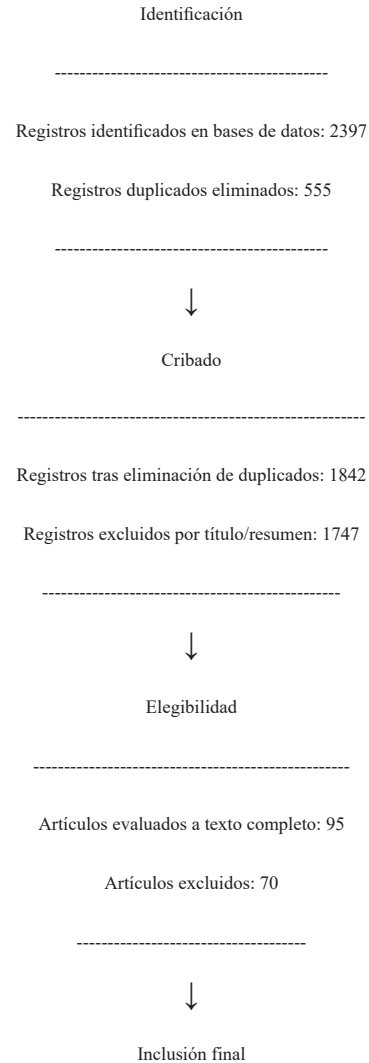 Identificación
--------------------------------------------
Registros identificados en bases de datos: 2397
Registros duplicados eliminados: 555
--------------------------------------------
↓
Cribado
--------------------------------------------------------
Registros tras eliminación de duplicados: 1842
Registros excluidos por título/resumen: 1747
------------------------------------------------
↓
Elegibilidad
---------------------------------------------------
Artículos evaluados a texto completo: 95
Artículos excluidos: 70
-------------------------------------
↓
Inclusión final